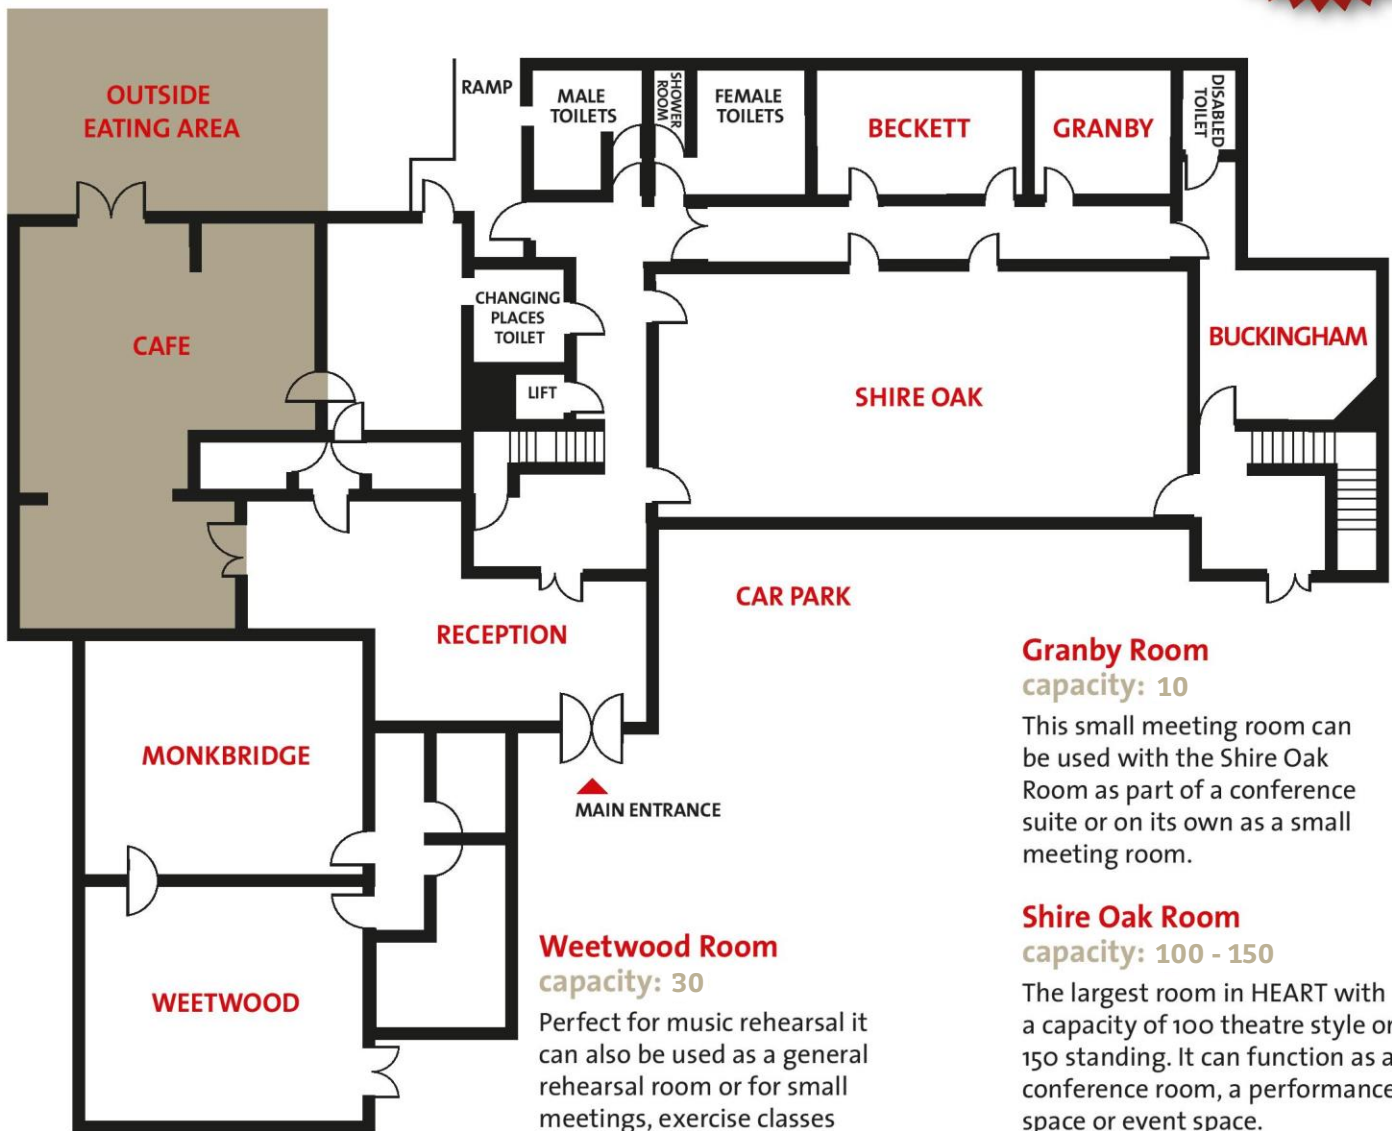 OUTSIDE
EATING AREA
RAMP
MALE
TOILETS
SHOWER
ROOM
FEMALE
TOILETS
BECKETT
GRANBY
DISABLED
TOILET
CAFE
CHANGING
PLACES
TOILET
LIFT
SHIRE OAK
BUCKINGHAM
CAR PARK
RECEPTION
MONKBRIDGE
MAIN ENTRANCE
WEETWOOD
Weetwood Room
capacity: 30
Perfect for music rehearsal it
can also be used as a general
rehearsal room or for small
meetings, exercise classes
Granby Room
capacity: 10
This small meeting room can
be used with the Shire Oak
Room as part of a conference
suite or on its own as a small
meeting room.
Shire Oak Room
capacity: 100 - 150
The largest room in HEART with
a capacity of 100 theatre style or
150 standing. It can function as a
conference room, a performance
space or event space.